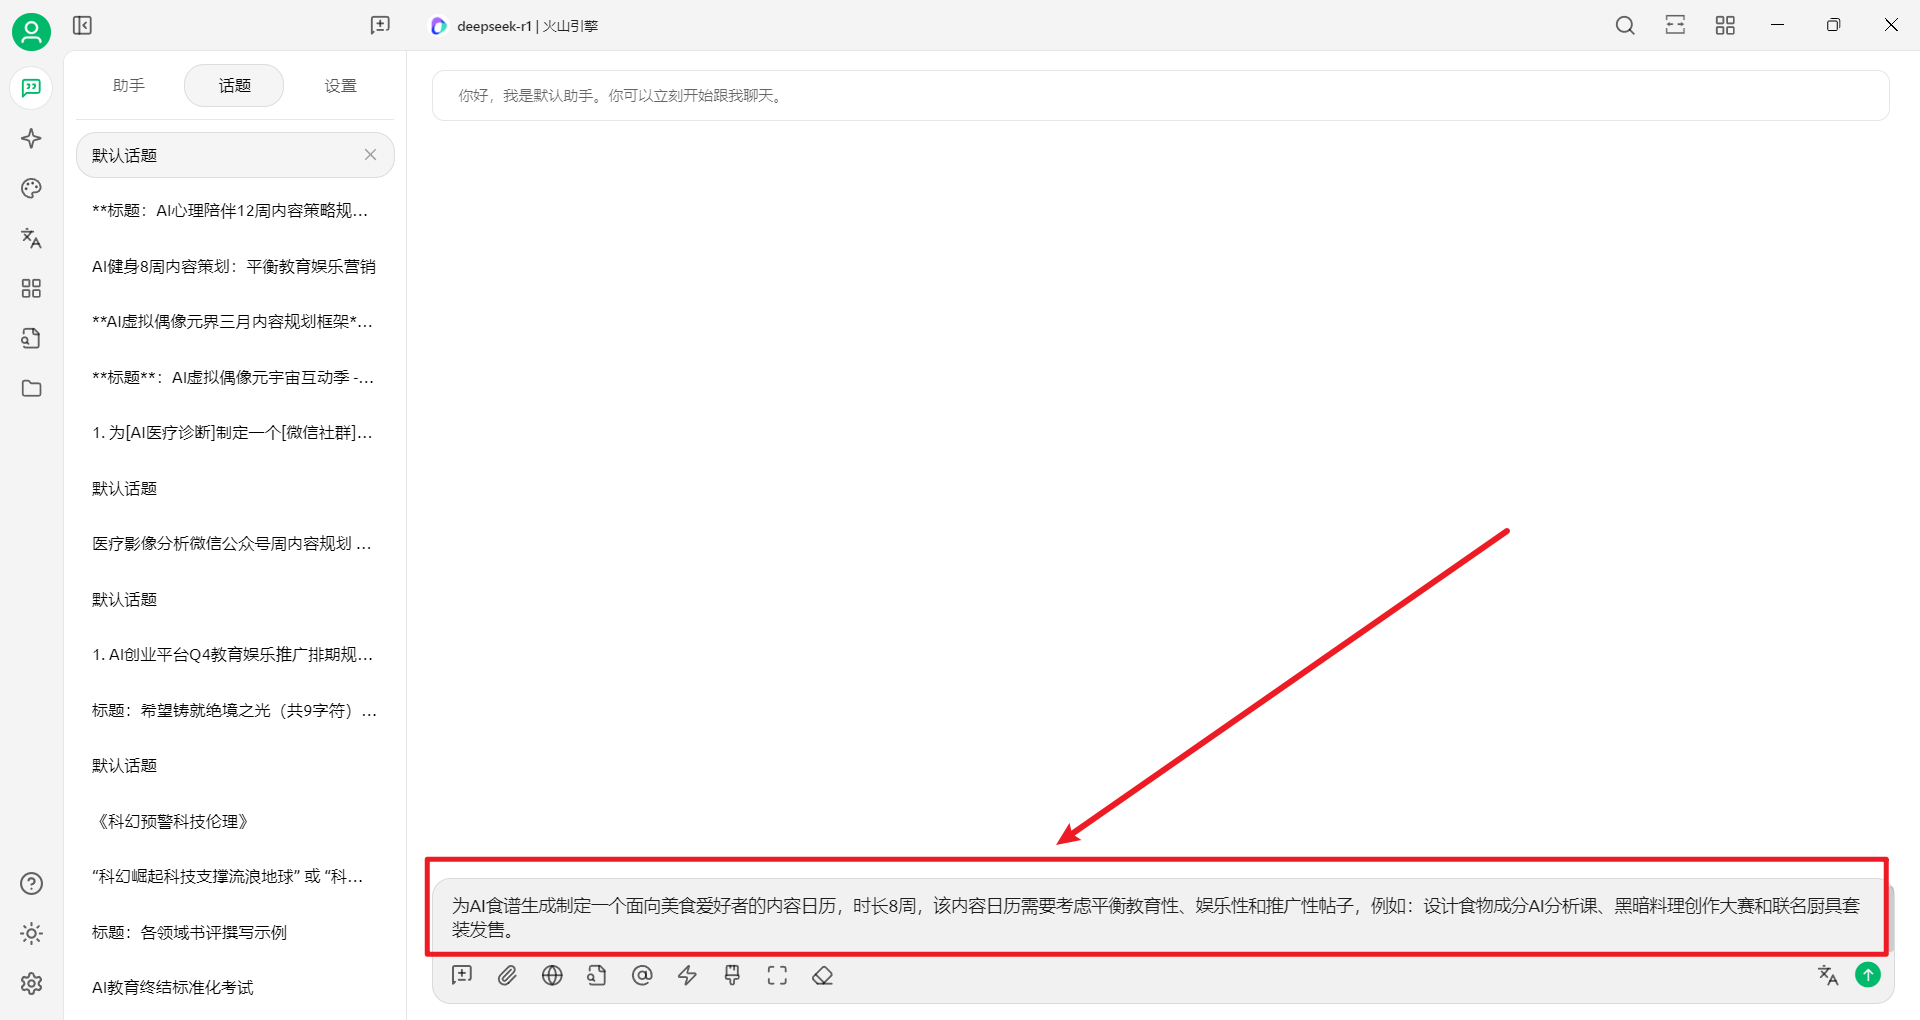 deepseek-r1 | 火山引擎
助手
话题
设置
默认话题
**标题：AI心理陪伴12周内容策略规...
AI健身8周内容策划：平衡教育娱乐营销
**AI虚拟偶像元界三月内容规划框架*...
**标题**：AI虚拟偶像元宇宙互动季 -...
1. 为[AI医疗诊断]制定一个[微信社群]...
默认话题
医疗影像分析微信公众号周内容规划 ...
默认话题
1. AI创业平台Q4教育娱乐推广排期规...
标题：希望铸就绝境之光（共9字符）...
默认话题
《科幻预警科技伦理》
“科幻崛起科技支撑流浪地球” 或 “科...
标题：各领域书评撰写示例
AI教育终结标准化考试
你好，我是默认助手。你可以立刻开始跟我聊天。
为AI食谱生成制定一个面向美食爱好者的内容日历，时长8周，该内容日历需要考虑平衡教育性、娱乐性和推广性帖子，例如：设计食物成分AI分析课、黑暗料理创作大赛和联名厨具套
装发售。